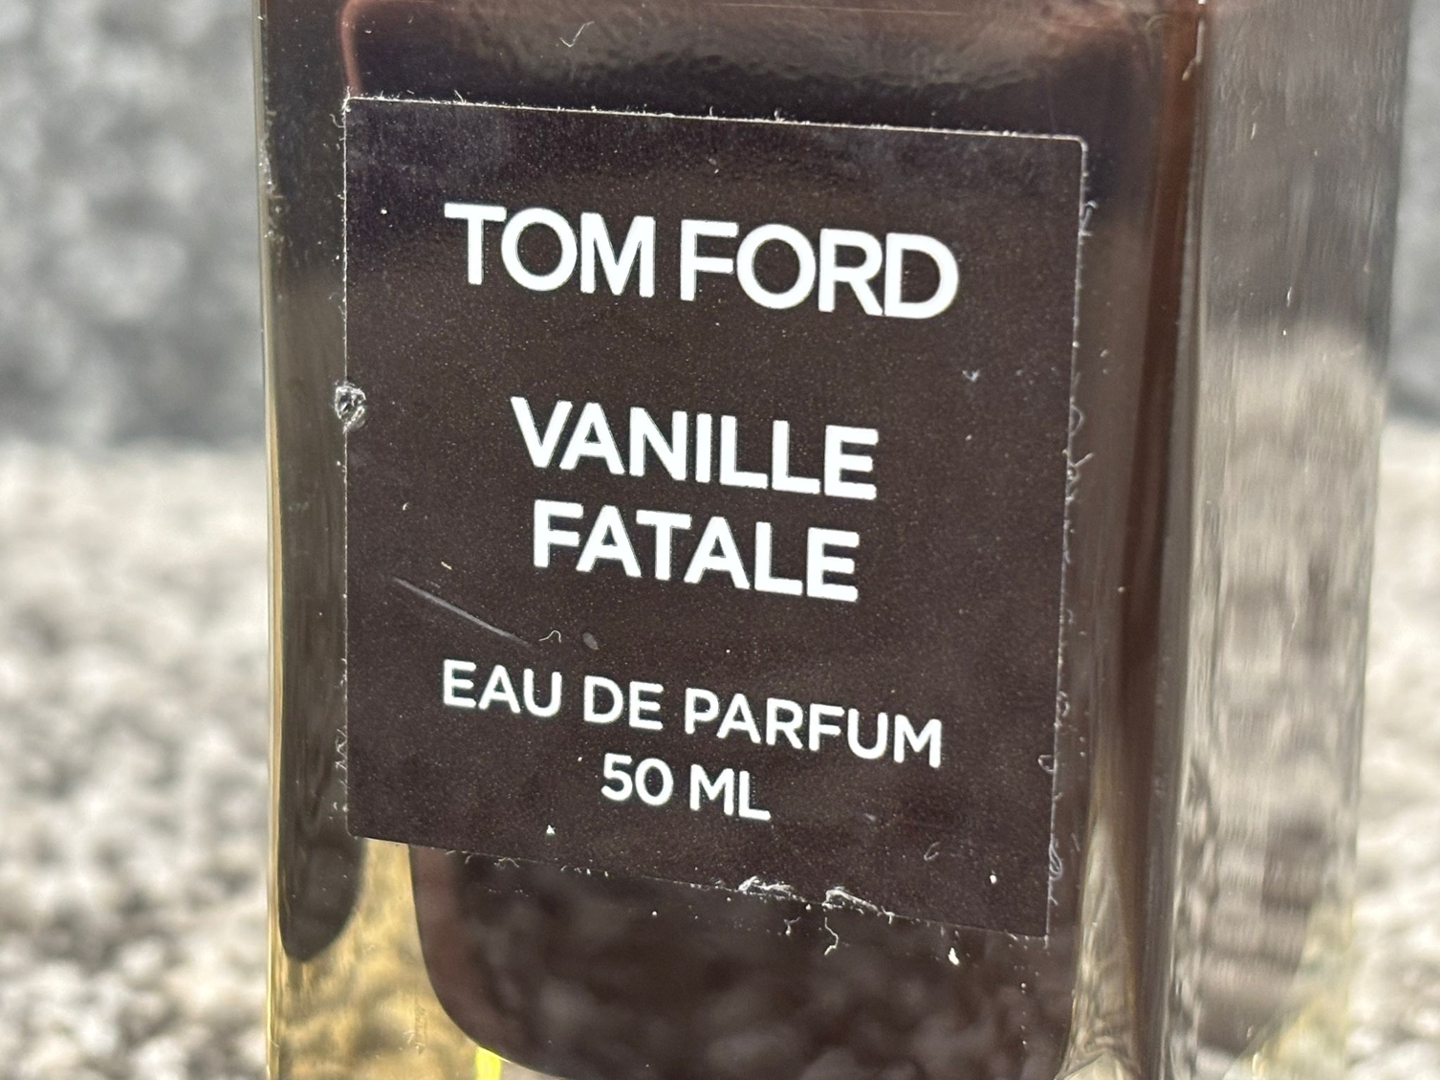 TOM FORD
VANILLE
FATALE
EAU DE PARFUM
50 ML